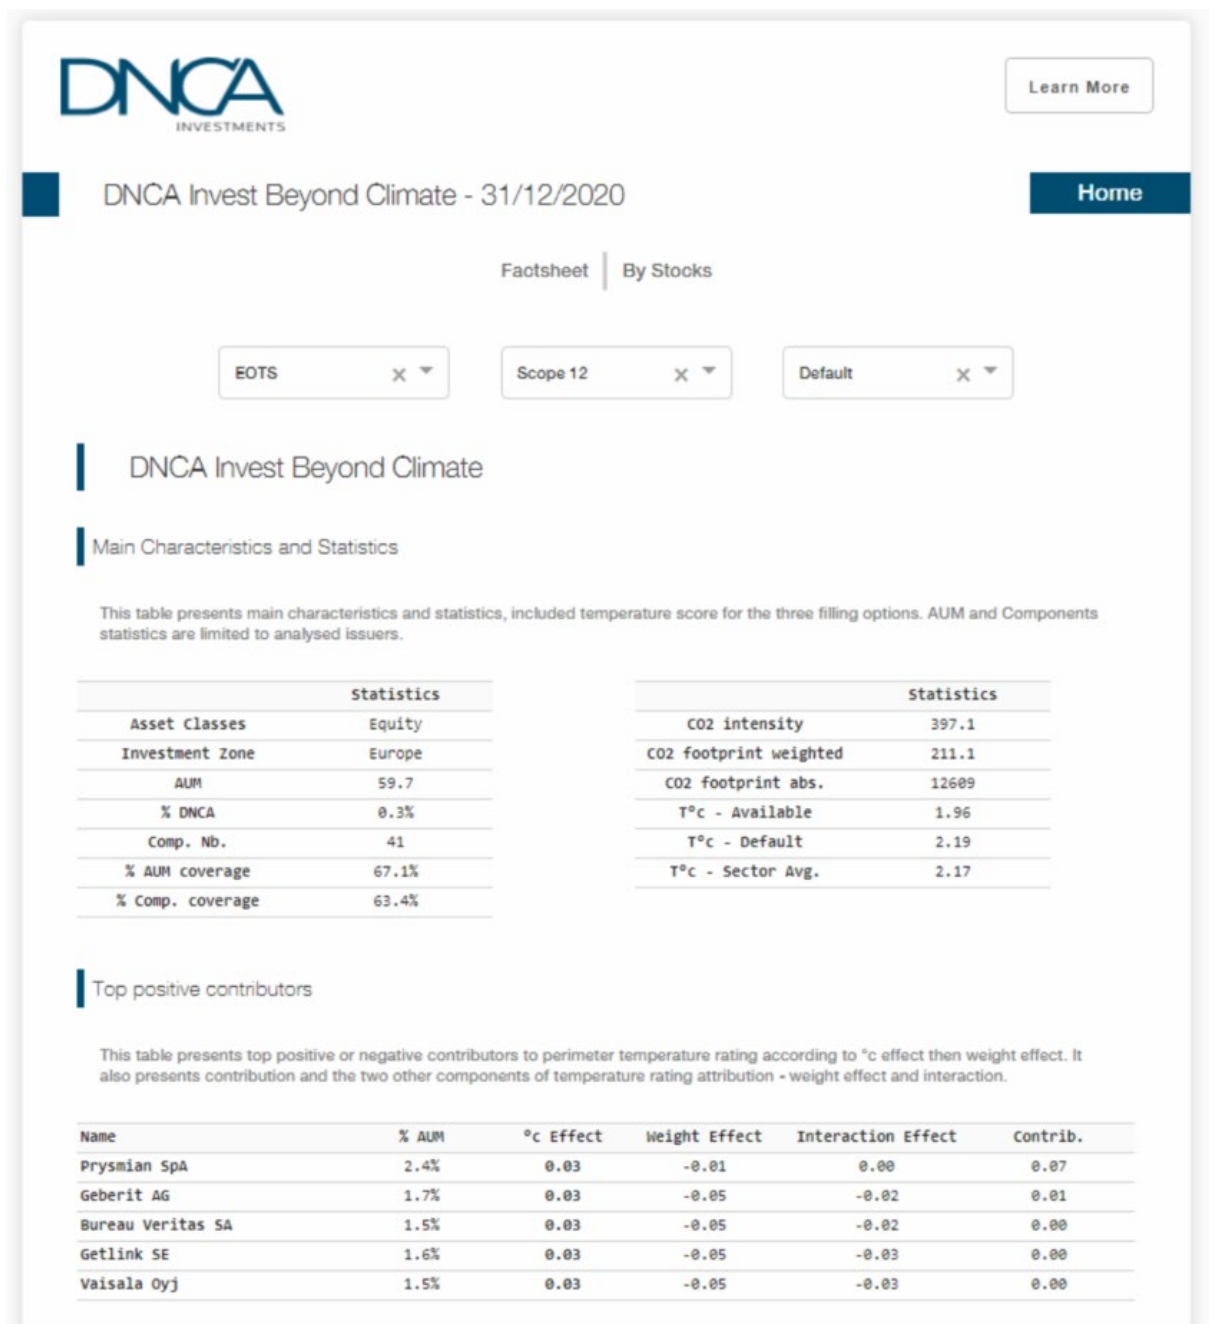 DNCA
INVESTMENTS
Learn More
DNCA Invest Beyond Climate - 31/12/2020
Home
Factsheet By Stocks
EOTS × Scope 12 × Default ×
DNCA Invest Beyond Climate
Main Characteristics and Statistics
This table presents main characteristics and statistics, included temperature score for the three filling options. AUM and Components
statistics are limited to analysed issuers.
Statistics
Asset Classes Equity
Investment Zone Europe
AUM 59.7
% DNCA 0.3%
Comp. Nb. 41
% AUM coverage 67.1%
% Comp. coverage 63.4%
Statistics
CO2 intensity 397.1
CO2 footprint weighted 211.1
CO2 footprint abs. 12609
T°c - Available 1.96
T°c - Default 2.19
T°c - Sector Avg. 2.17
Top positive contributors
This table presents top positive or negative contributors to perimeter temperature rating according to °c effect then weight effect. It
also presents contribution and the two other components of temperature rating attribution - weight effect and interaction.
Name % AUM °c Effect Weight Effect Interaction Effect Contrib.
Prysmian SpA 2.4% 0.03 -0.01 0.00 0.07
Geberit AG 1.7% 0.03 -0.05 -0.02 0.01
Bureau Veritas SA 1.5% 0.03 -0.05 -0.02 0.00
Getlink SE 1.6% 0.03 -0.05 -0.03 0.00
Vaisala Oyj 1.5% 0.03 -0.05 -0.03 0.00